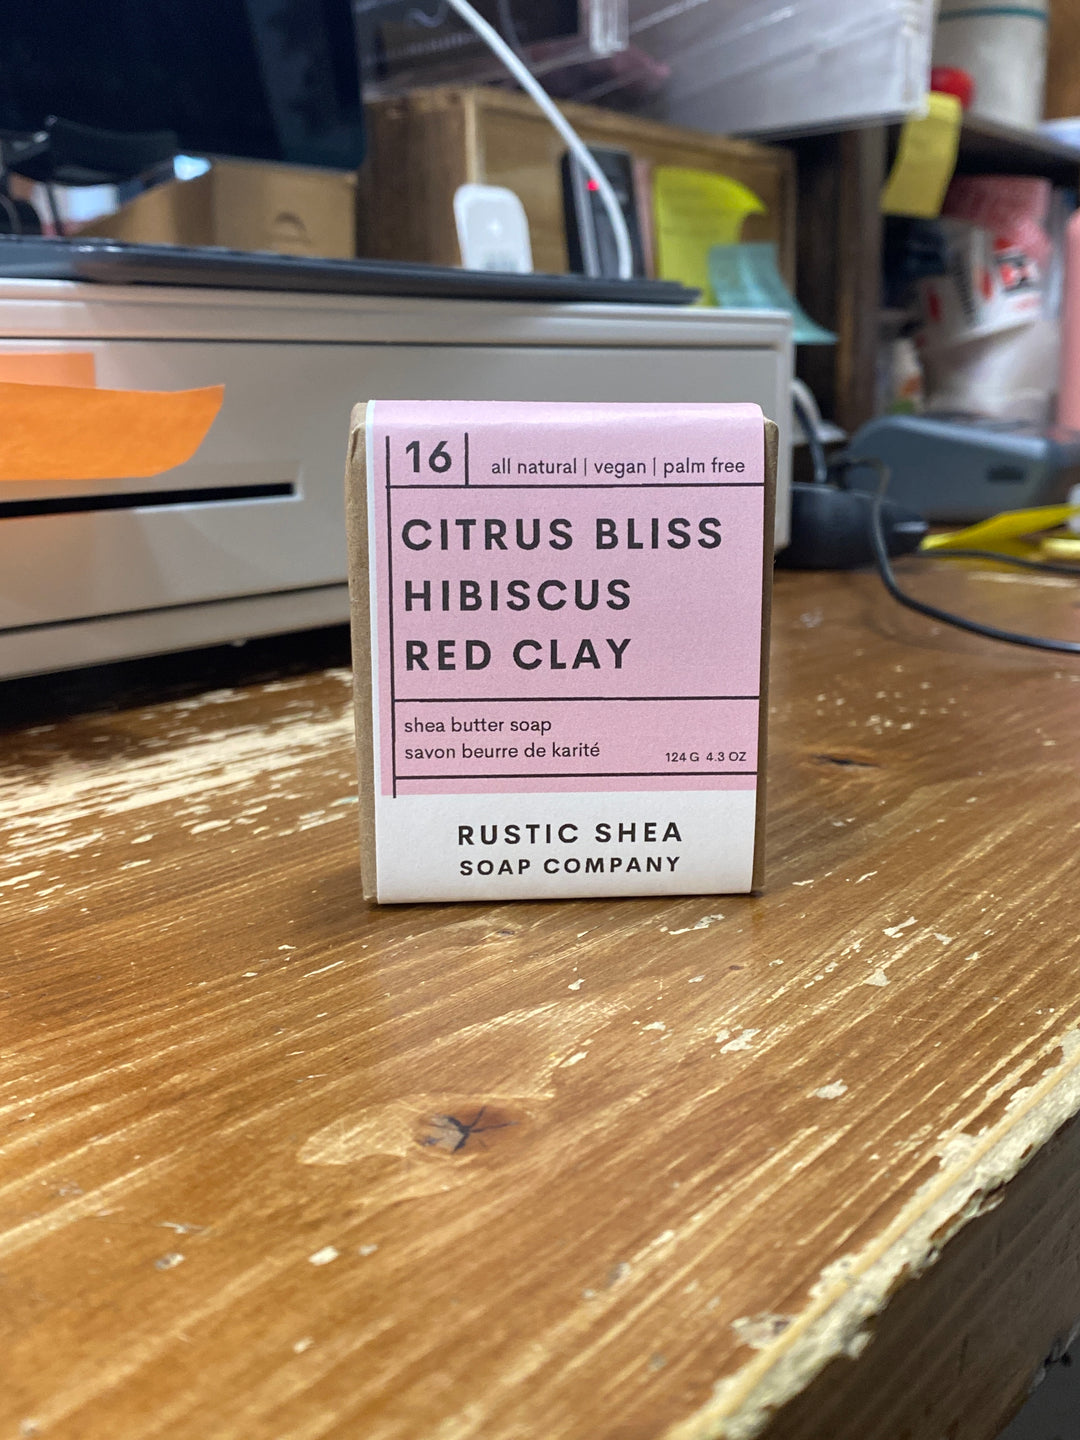 16
all natural | vegan | palm free
CITRUS BLISS
HIBISCUS
RED CLAY
shea butter soap
savon beurre de karité
124 G 4.3 OZ
RUSTIC SHEA
SOAP COMPANY